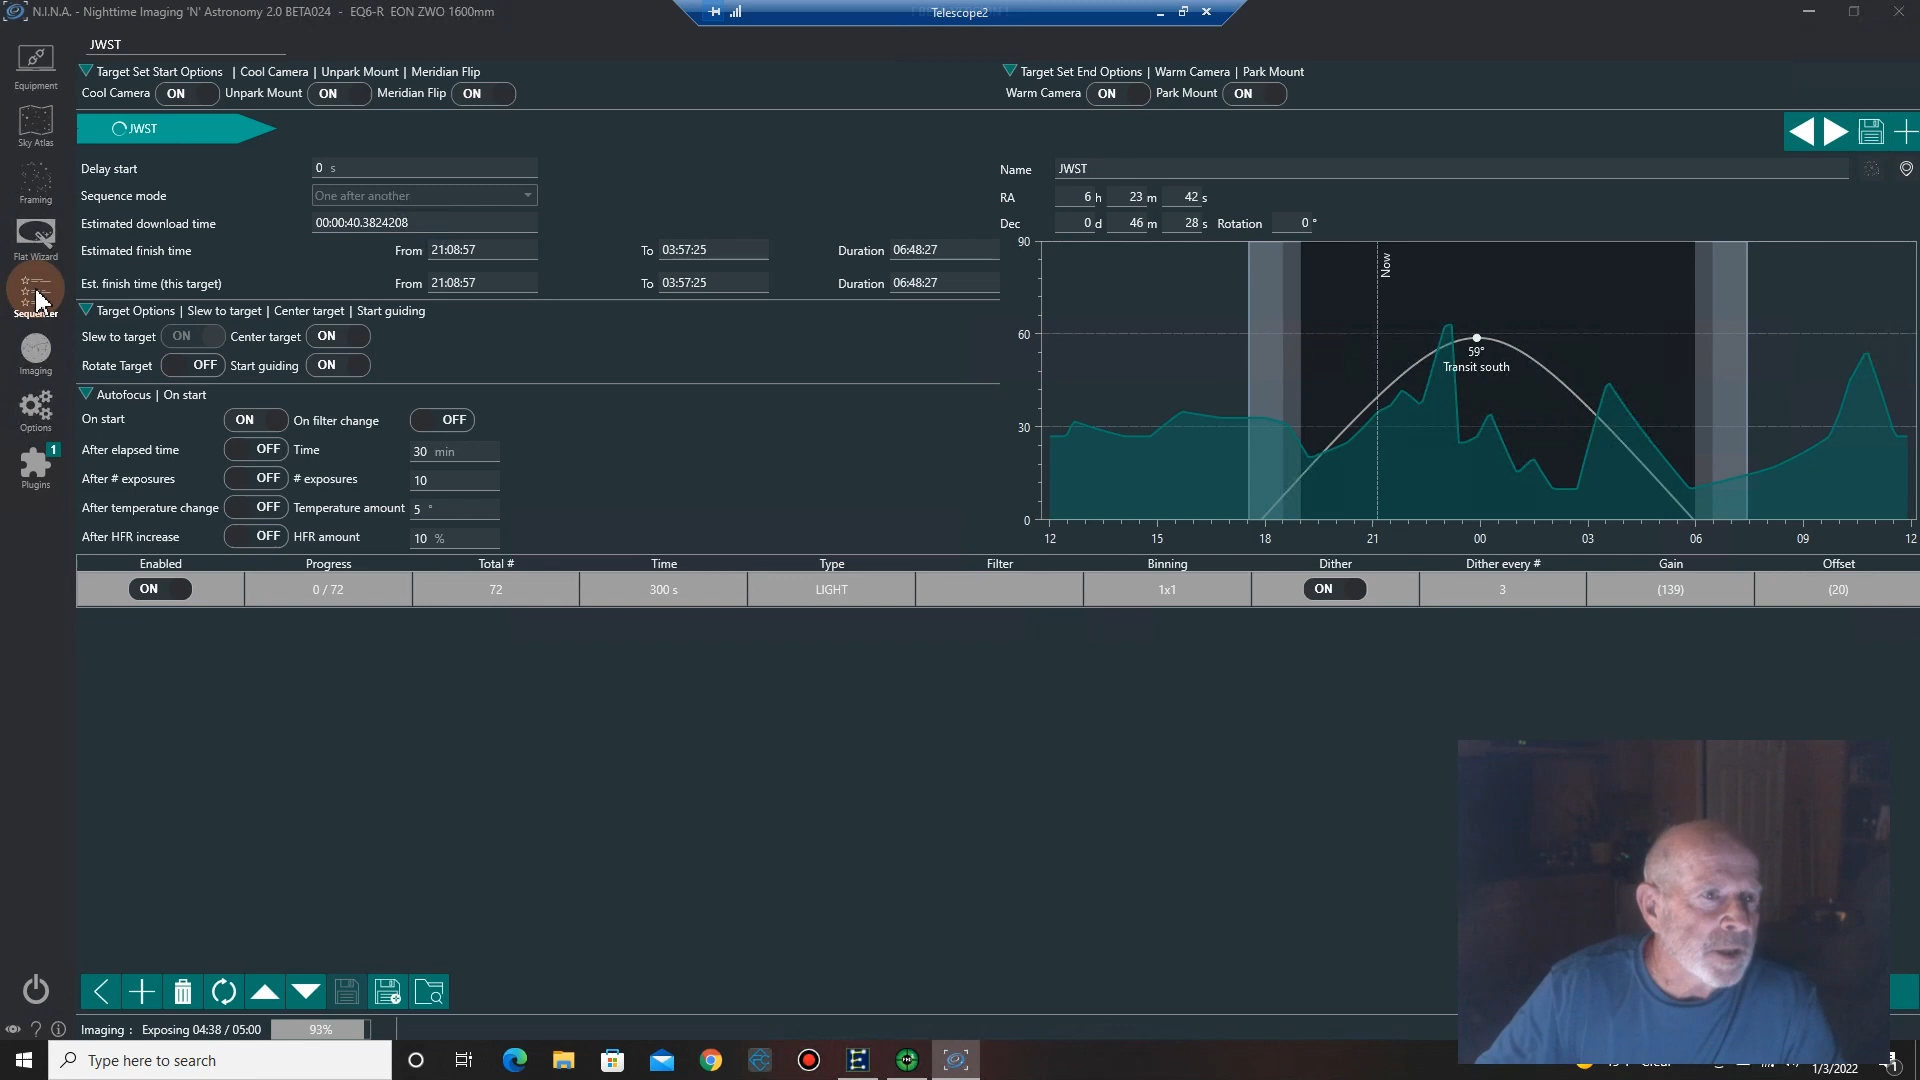 N.I.N.A. - Nighttime Imaging 'N' Astronomy 2.0 BETA024 - EQ6-R EON ZWO 1600mm
Telescope2
JWST
Equipment
Sky Atlas
Framing
Flat Wizard
Sequencer
Imaging
Options
1
Plugins
Target Set Start Options | Cool Camera | Unpark Mount | Meridian Flip
Cool Camera ON Unpark Mount ON Meridian Flip ON
Target Set End Options | Warm Camera | Park Mount
Warm Camera ON Park Mount ON
JWST
Delay start 0 s
Sequence mode One after another
Estimated download time 00:00:40.3824208
Estimated finish time From 21:08:57 To 03:57:25 Duration 06:48:27
Est. finish time (this target) From 21:08:57 To 03:57:25 Duration 06:48:27
Target Options | Slew to target | Center target | Start guiding
Slew to target ON Center target ON
Rotate Target OFF Start guiding ON
Autofocus | On start
On start ON On filter change OFF
After elapsed time OFF Time 30 min
After # exposures OFF # exposures 10
After temperature change OFF Temperature amount 5 °
After HFR increase OFF HFR amount 10 %
Name JWST
RA 6 h 23 m 42 s
Dec 0 d 46 m 28 s Rotation 0 °
90
60
30
0
Now
59°
Transit south
12 15 18 21 00 03 06 09 12
Enabled Progress Total # Time Type Filter Binning Dither Dither every # Gain Offset
ON 0 / 72 72 300 s LIGHT 1x1 ON 3 (139) (20)
Imaging : Exposing 04:38 / 05:00 93%
Type here to search
1/3/2022
1